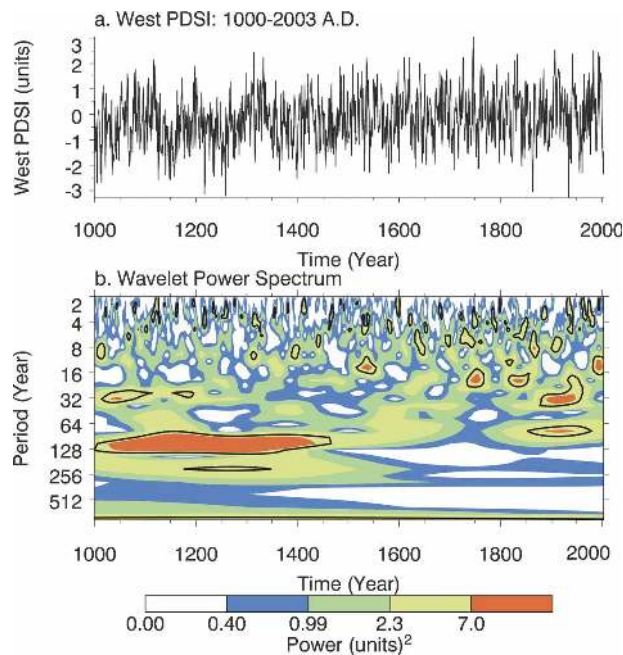 a. West PDSI: 1000-2003 A.D.
West PDSI (units)
3
2
1
0
-1
-2
-3
1000 1200 1400 1600 1800 2000
Time (Year)
b. Wavelet Power Spectrum
Period (Year)
2
4
8
16
32
64
128
256
512
1000 1200 1400 1600 1800 2000
Time (Year)
0.00 0.40 0.99 2.3 7.0
Power (units)2